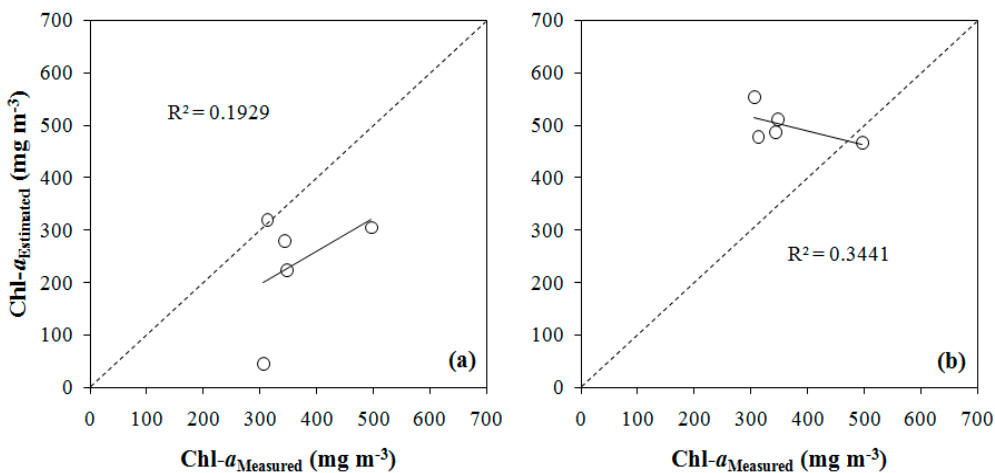 Chl-aEstimated (mg m-3)
700
600
500
400
300
200
100
0
R² = 0.1929
(a)
0 100 200 300 400 500 600 700
Chl-aMeasured (mg m-3)
700
600
500
400
300
200
100
0
R² = 0.3441
(b)
0 100 200 300 400 500 600 700
Chl-aMeasured (mg m-3)